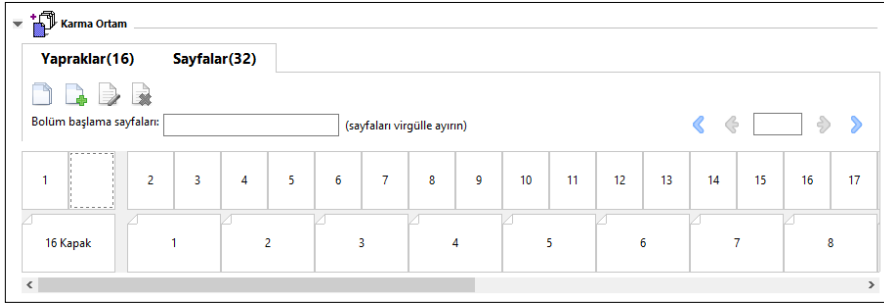 Karma Ortam
Yapraklar(16) Sayfalar(32)
Bolüm başlama sayfaları: (sayfaları virgülle ayırın)
1 2 3 4 5 6 7 8 9 10 11 12 13 14 15 16 17
16 Kapak 1 2 3 4 5 6 7 8